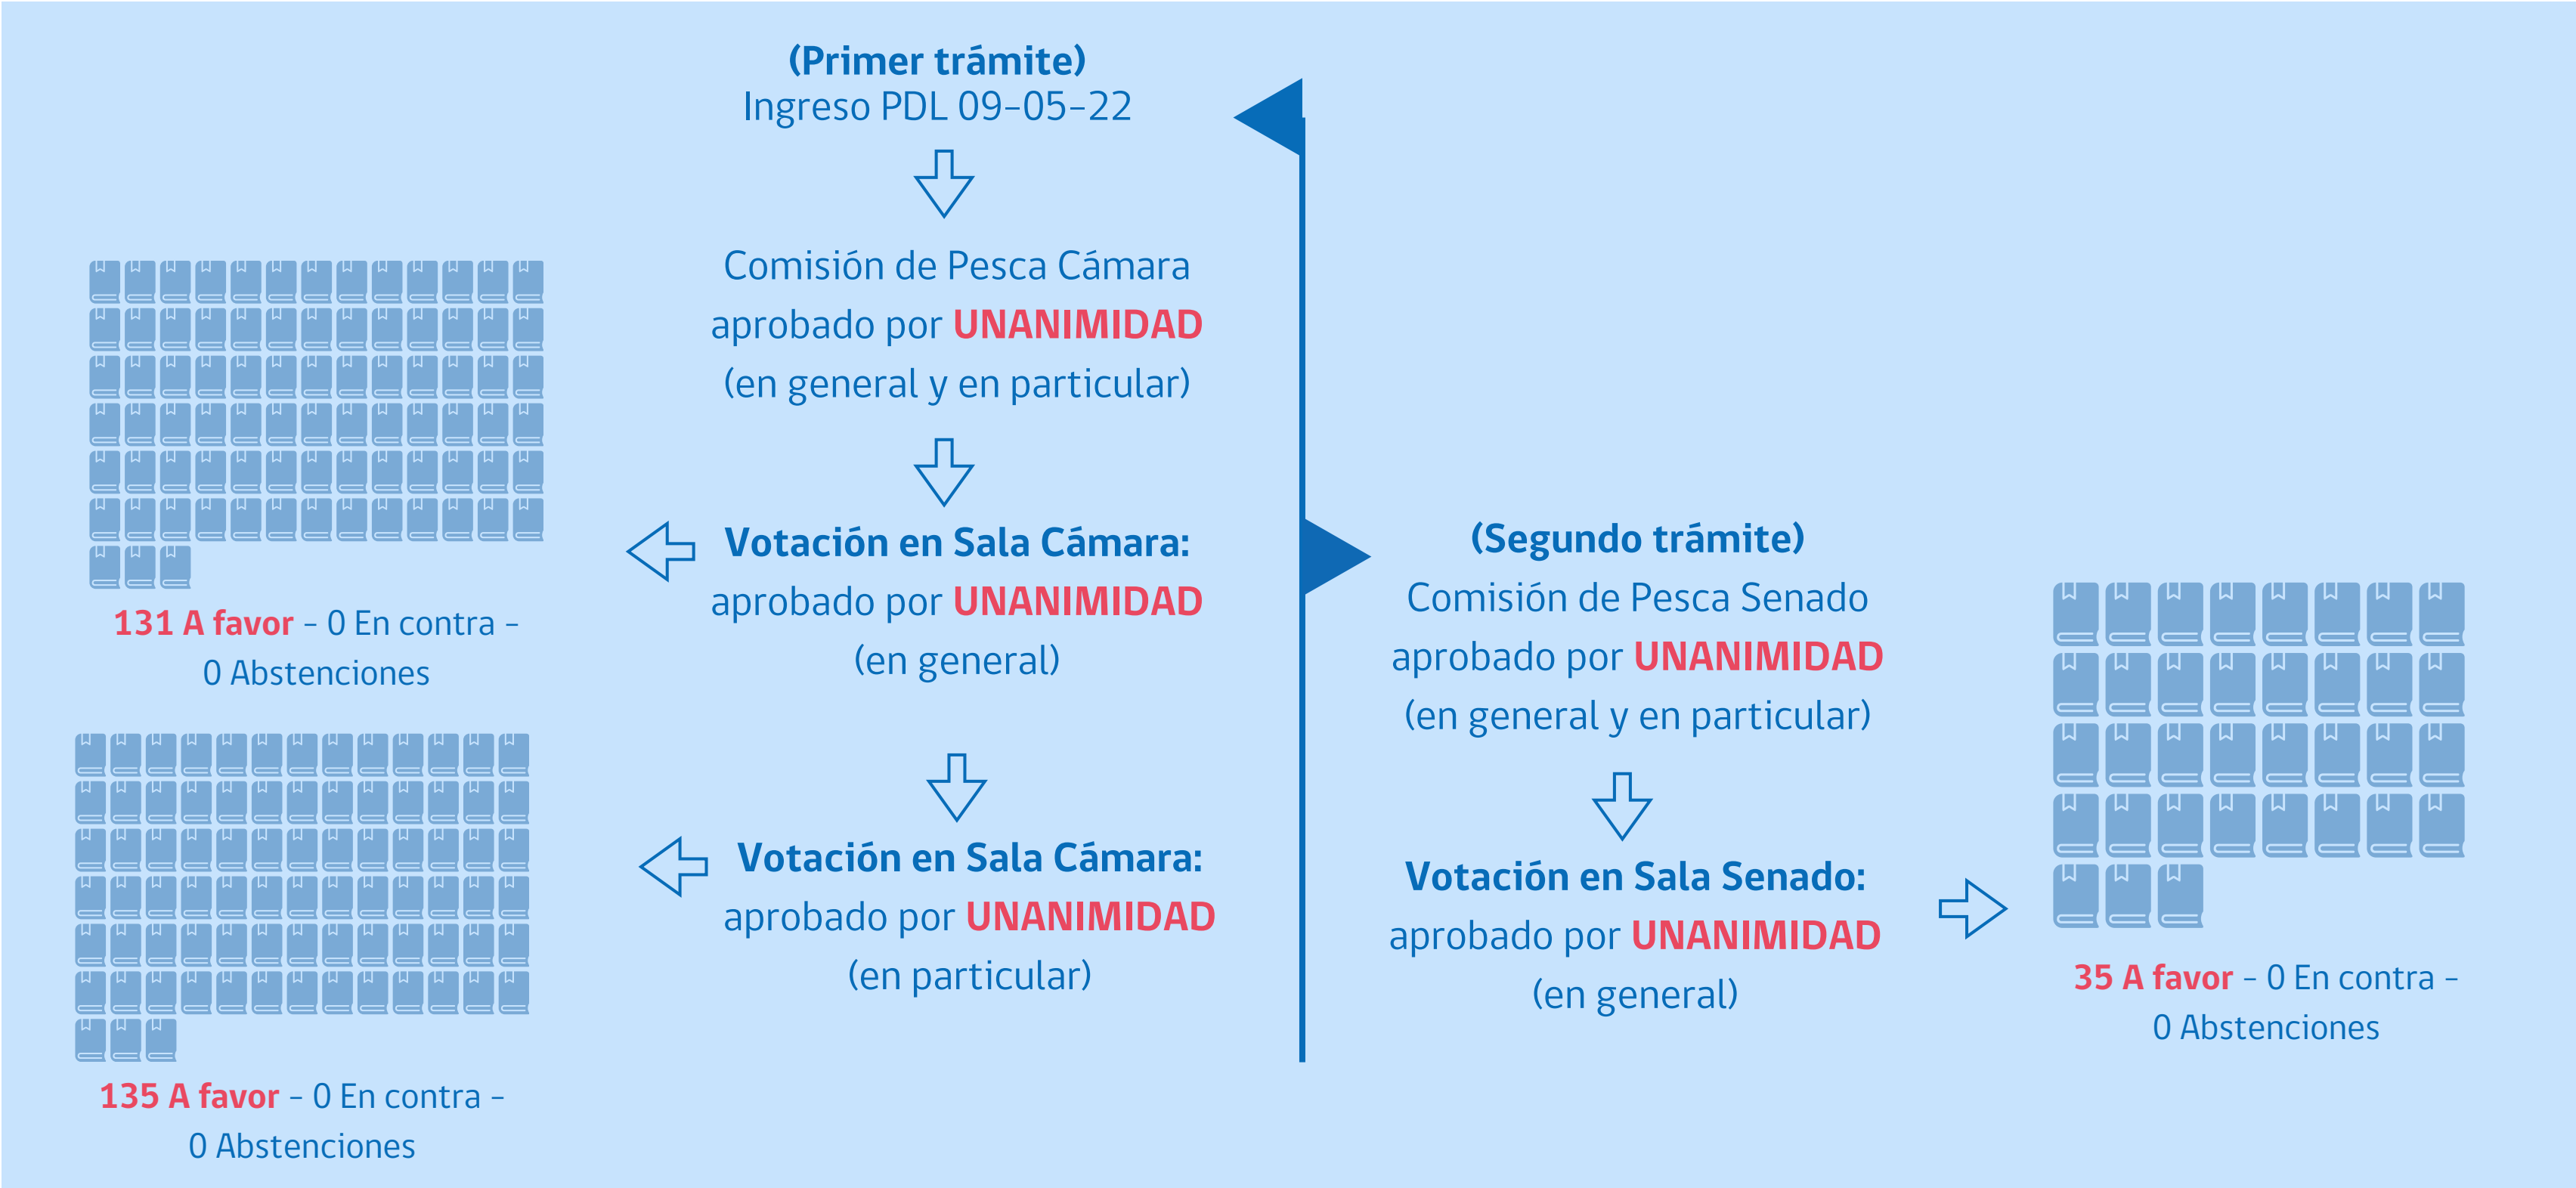 (Primer trámite)
Ingreso PDL 09-05-22
Comisión de Pesca Cámara
aprobado por UNANIMIDAD
(en general y en particular)
Votación en Sala Cámara:
aprobado por UNANIMIDAD
(en general)
131 A favor - 0 En contra -
0 Abstenciones
Votación en Sala Cámara:
aprobado por UNANIMIDAD
(en particular)
135 A favor - 0 En contra -
0 Abstenciones
(Segundo trámite)
Comisión de Pesca Senado
aprobado por UNANIMIDAD
(en general y en particular)
Votación en Sala Senado:
aprobado por UNANIMIDAD
(en general)
35 A favor - 0 En contra -
0 Abstenciones